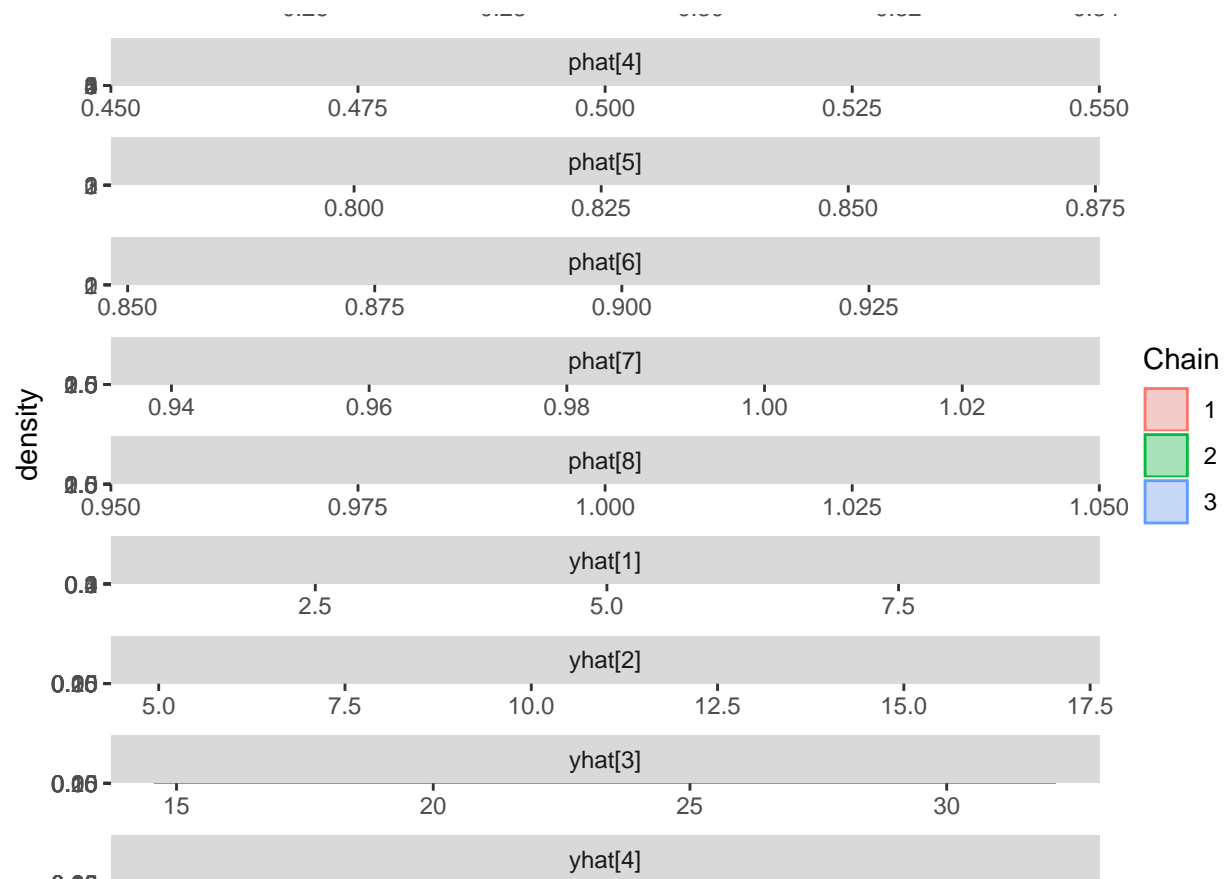 phat[4]
0.450 0.475 0.500 0.525 0.550
phat[5]
0.800 0.825 0.850 0.875
phat[6]
0.850 0.875 0.900 0.925
phat[7]
0.94 0.96 0.98 1.00 1.02
phat[8]
0.950 0.975 1.000 1.025 1.050
yhat[1]
2.5 5.0 7.5
yhat[2]
5.0 7.5 10.0 12.5 15.0 17.5
yhat[3]
15 20 25 30
yhat[4]
density
Chain
1
2
3